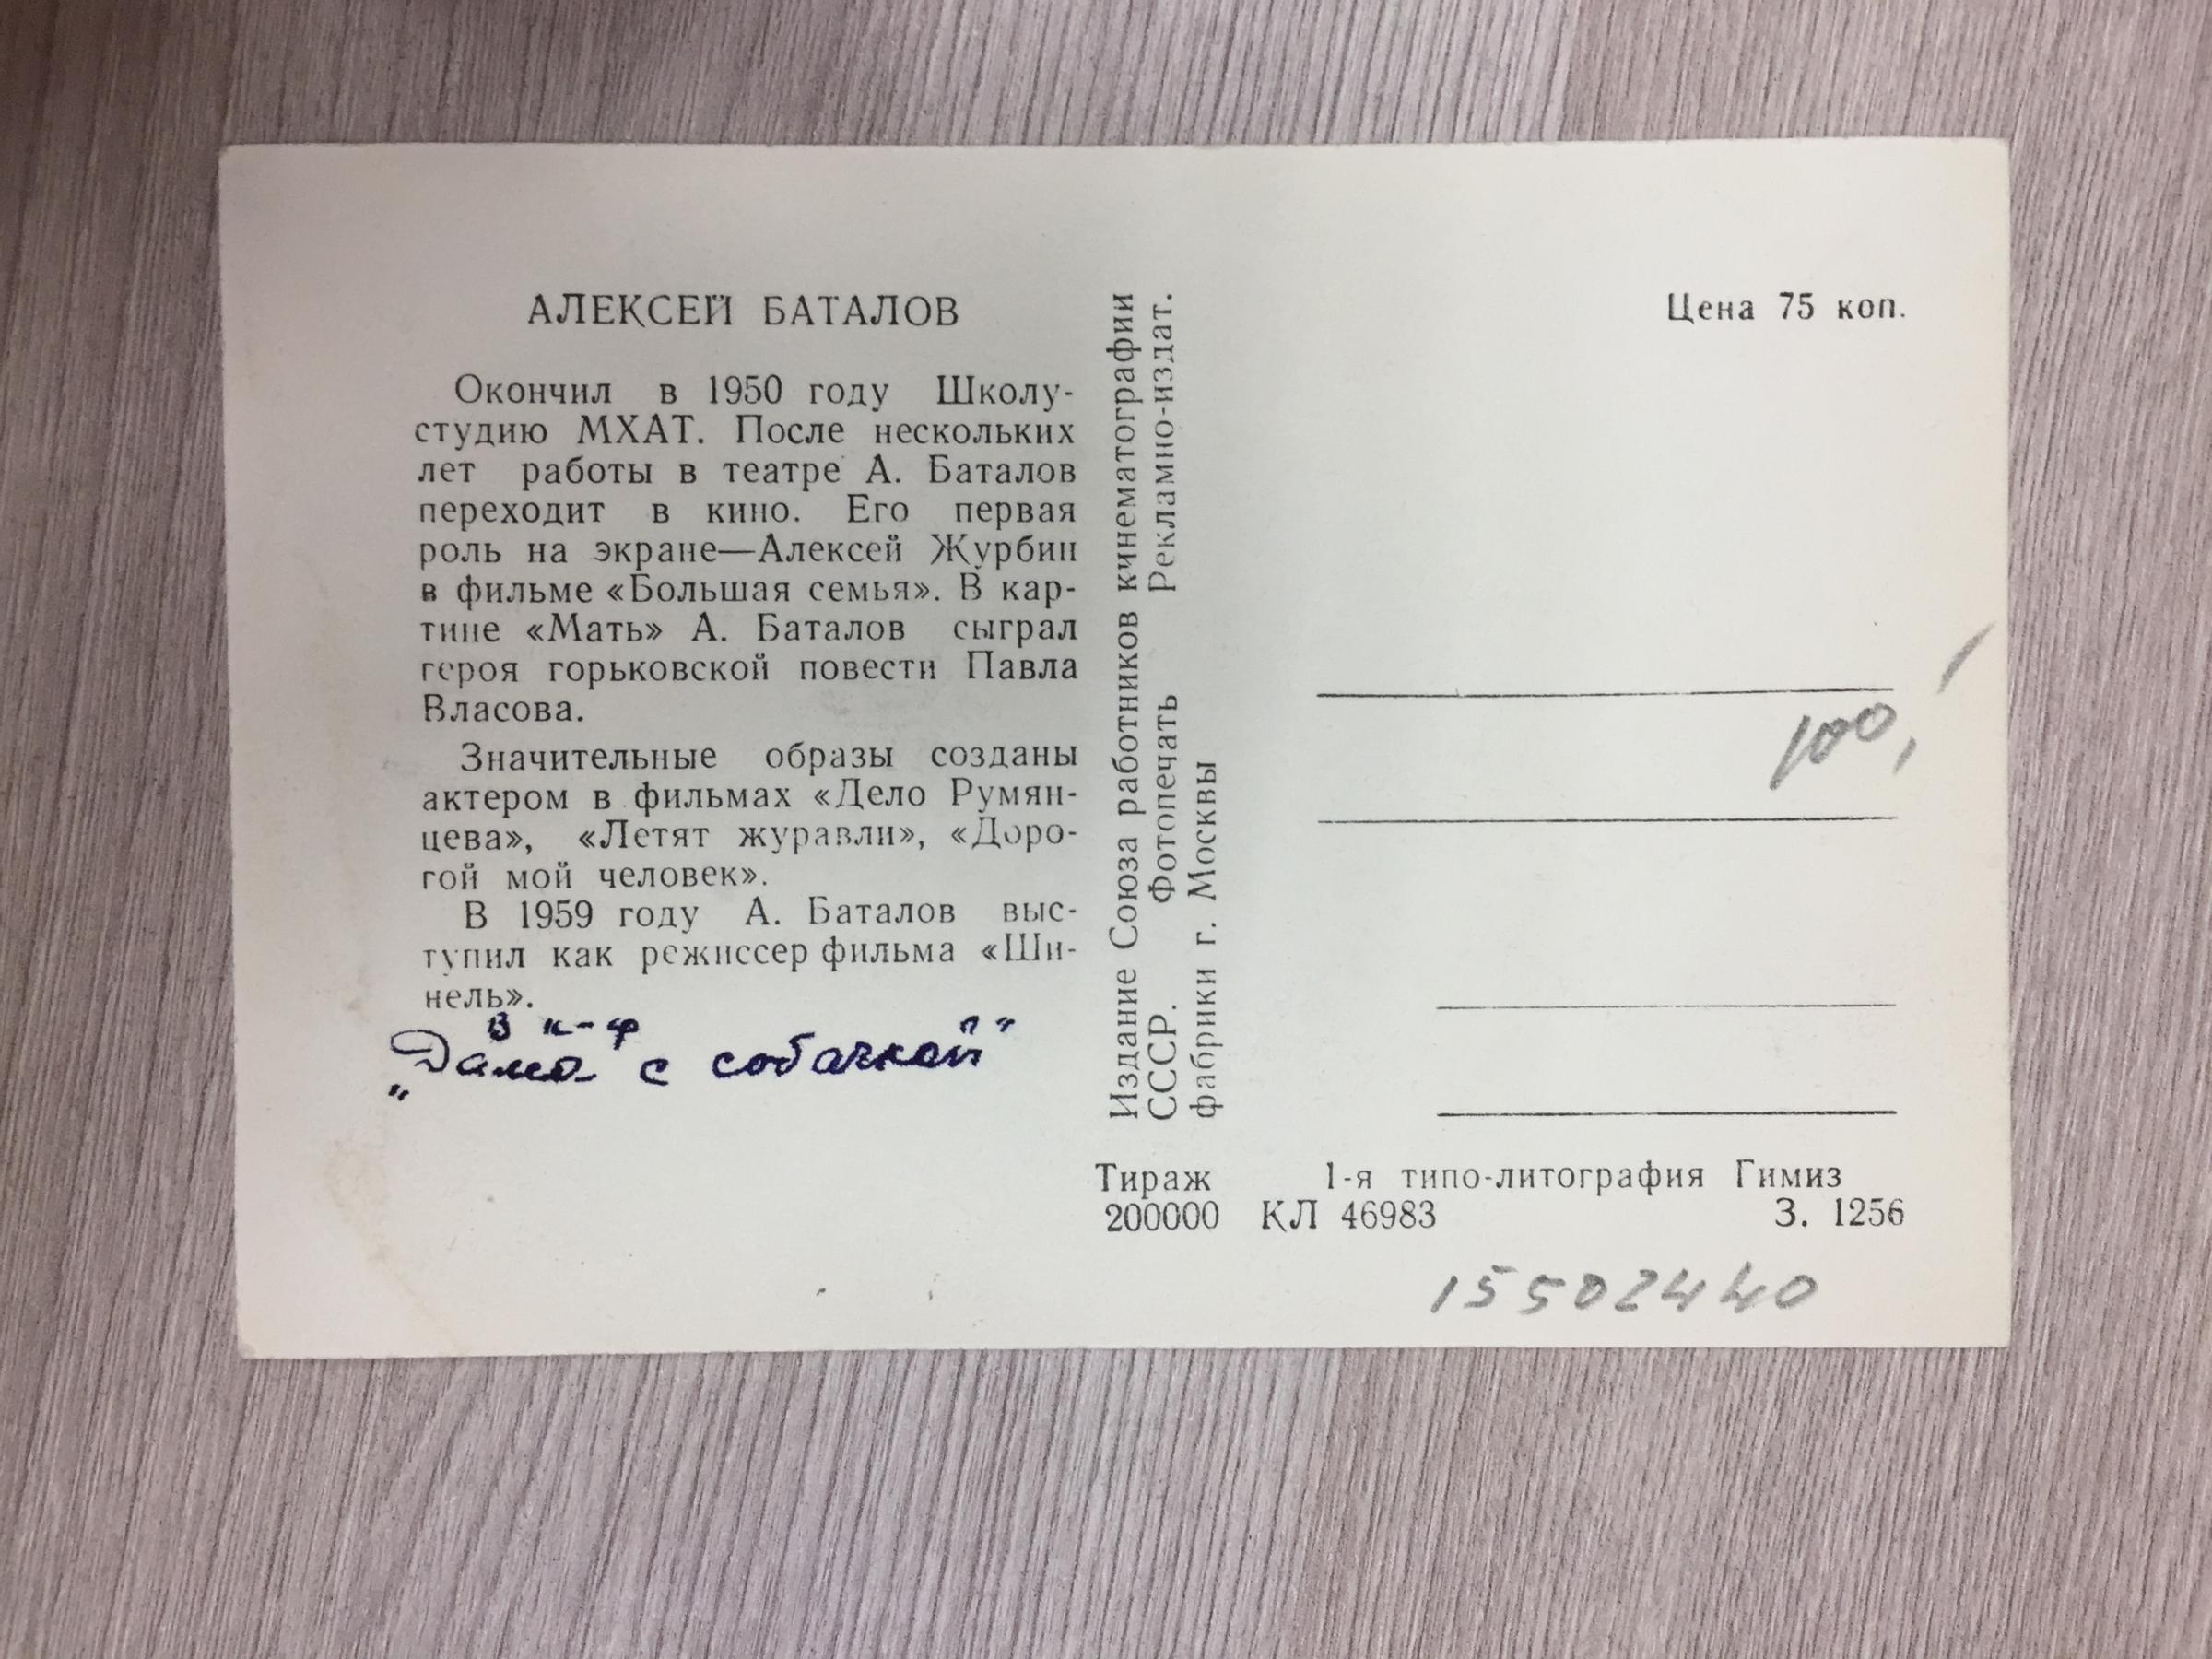 АЛЕКСЕЙ БАТАЛОВ
Окончил в 1950 году Школу-
студию МХАТ. После нескольких
лет работы в театре А. Баталов
переходит в кино. Его первая
роль на экране—Алексей Журбин
в фильме «Большая семья». В кар-
тине «Мать» А. Баталов сыграл
героя горьковской повести Павла
Власова.
Значительные образы созданы
актером в фильмах «Дело Румян-
цева», «Летят журавли», «Доро-
гой мой человек».
В 1959 году А. Баталов выс-
тупил как режиссер фильма «Ши-
нель».
в к-ф
„Дама с собачкой"
Издание Союза работников кинематографии
СССР. Фотопечать Рекламно-издат.
фабрики г. Москвы
Цена 75 коп.
100,
Тираж 1-я типо-литография Гимиз
200000 КЛ 46983 З. 1256
15502440